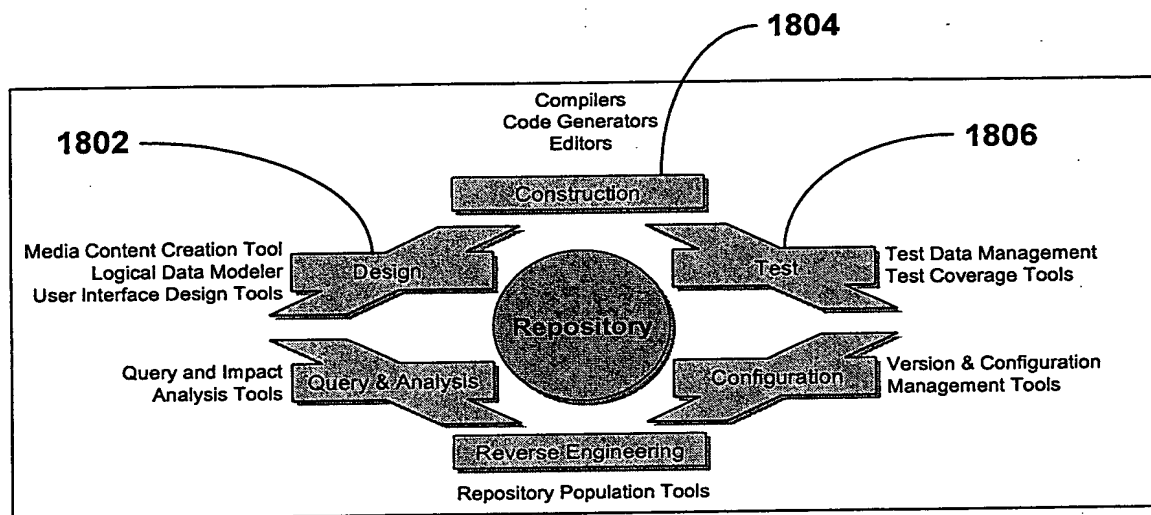 1804
Compilers
Code Generators
Editors
1802
1806
Construction
Media Content Creation Tool
Logical Data Modeler
User Interface Design Tools
Design
Test
Test Data Management
Test Coverage Tools
Repository
Query and Impact
Analysis Tools
Query & Analysis
Configuration
Version & Configuration
Management Tools
Reverse Engineering
Repository Population Tools